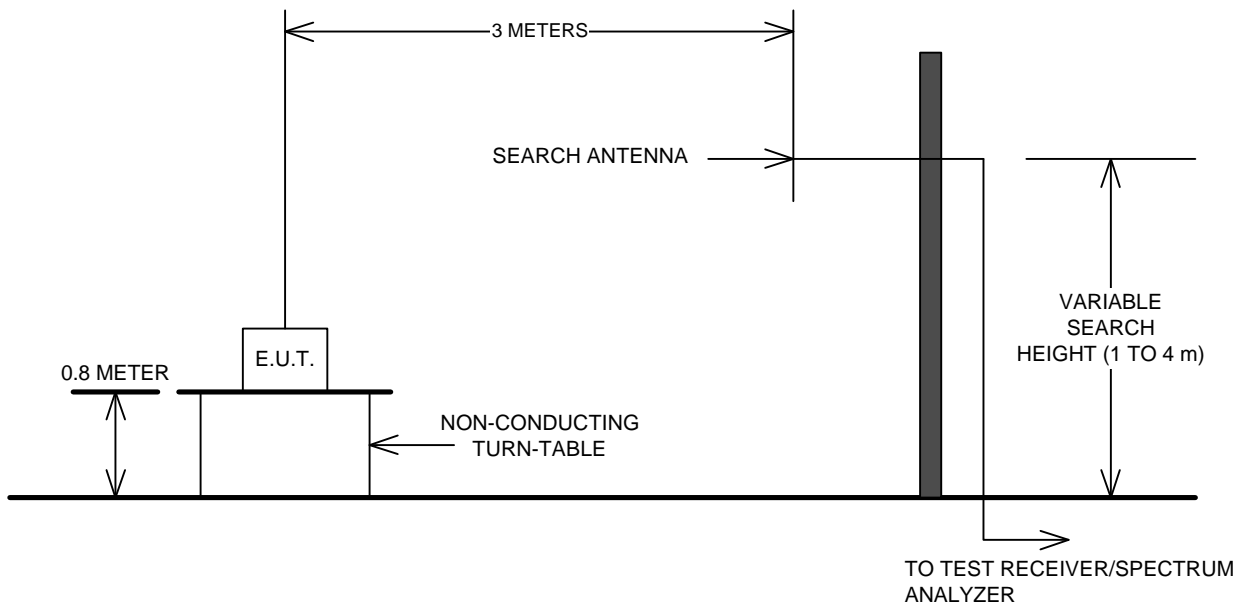 3 METERS
SEARCH ANTENNA
VARIABLE
SEARCH
HEIGHT (1 TO 4 m)
E.U.T.
0.8 METER
NON-CONDUCTING
TURN-TABLE
TO TEST RECEIVER/SPECTRUM
ANALYZER